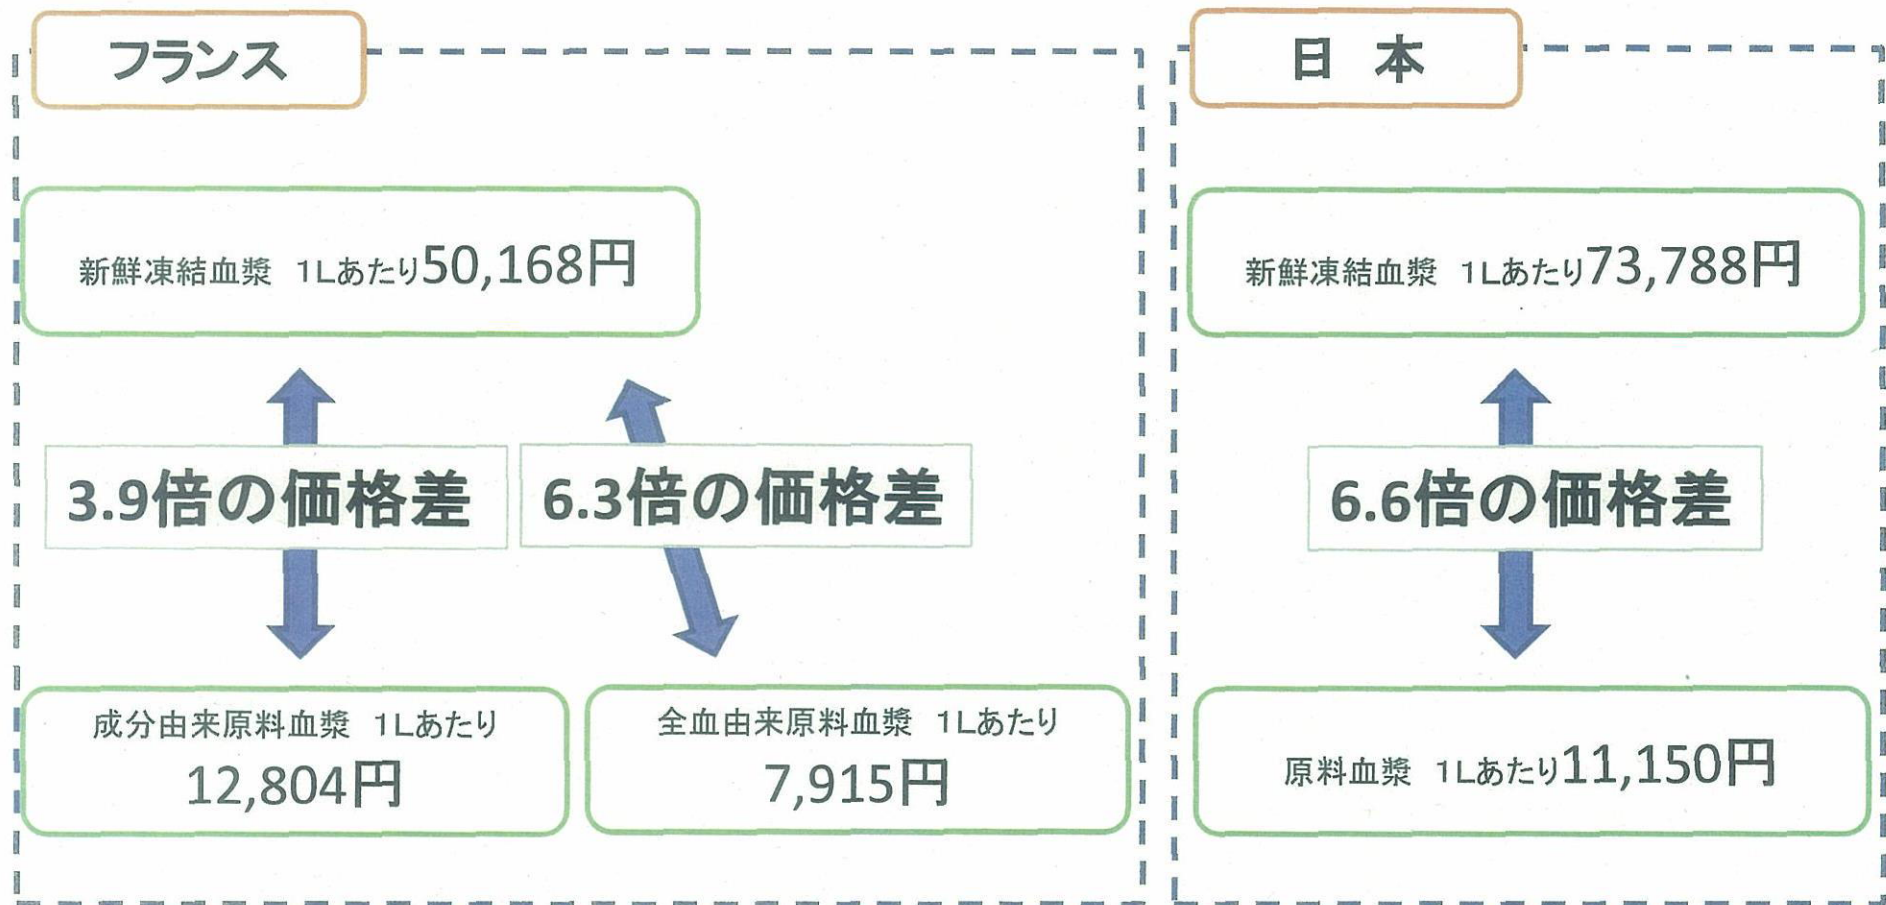 フランス
新鮮凍結血漿 1Lあたり50,168円
3.9倍の価格差
6.3倍の価格差
成分由来原料血漿 1Lあたり
12,804円
全血由来原料血漿 1Lあたり
7,915円
日 本
新鮮凍結血漿 1Lあたり73,788円
6.6倍の価格差
原料血漿 1Lあたり11,150円